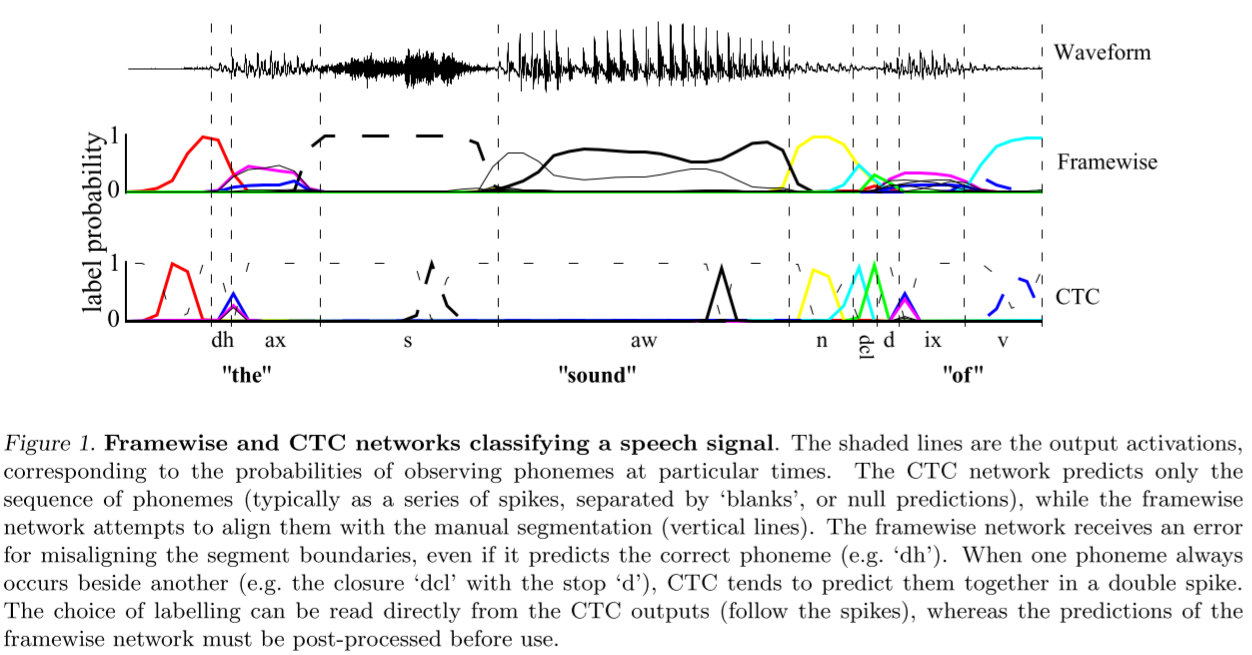 Waveform
1
Framewise
0
label probability
1
CTC
0
dh ax s aw n dcl d ix v
"the" "sound" "of"
Figure 1. Framewise and CTC networks classifying a speech signal. The shaded lines are the output activations,
corresponding to the probabilities of observing phonemes at particular times. The CTC network predicts only the
sequence of phonemes (typically as a series of spikes, separated by ‘blanks’, or null predictions), while the framewise
network attempts to align them with the manual segmentation (vertical lines). The framewise network receives an error
for misaligning the segment boundaries, even if it predicts the correct phoneme (e.g. ‘dh’). When one phoneme always
occurs beside another (e.g. the closure ‘dcl’ with the stop ‘d’), CTC tends to predict them together in a double spike.
The choice of labelling can be read directly from the CTC outputs (follow the spikes), whereas the predictions of the
framewise network must be post-processed before use.